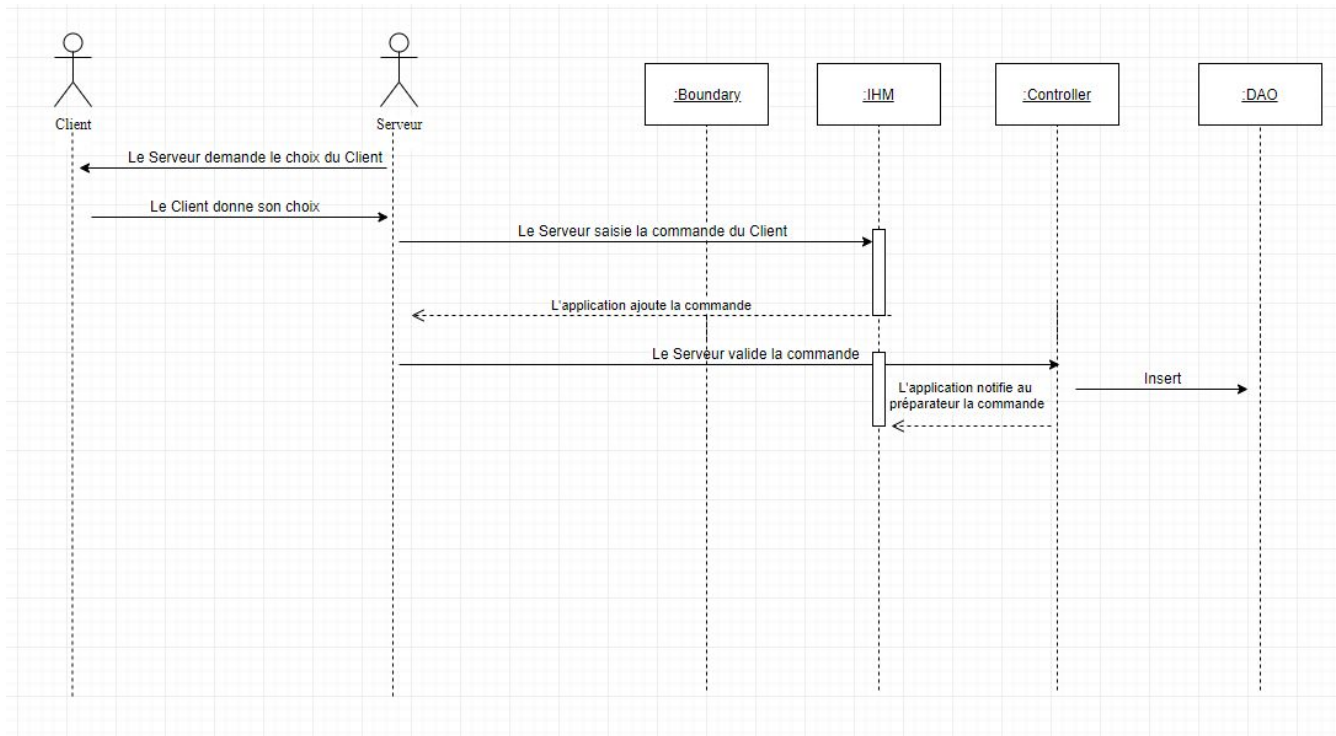 Client
Serveur
:Boundary
:IHM
:Controller
:DAO
Le Serveur demande le choix du Client
Le Client donne son choix
Le Serveur saisie la commande du Client
L'application ajoute la commande
Le Serveur valide la commande
L'application notifie au
préparateur la commande
Insert